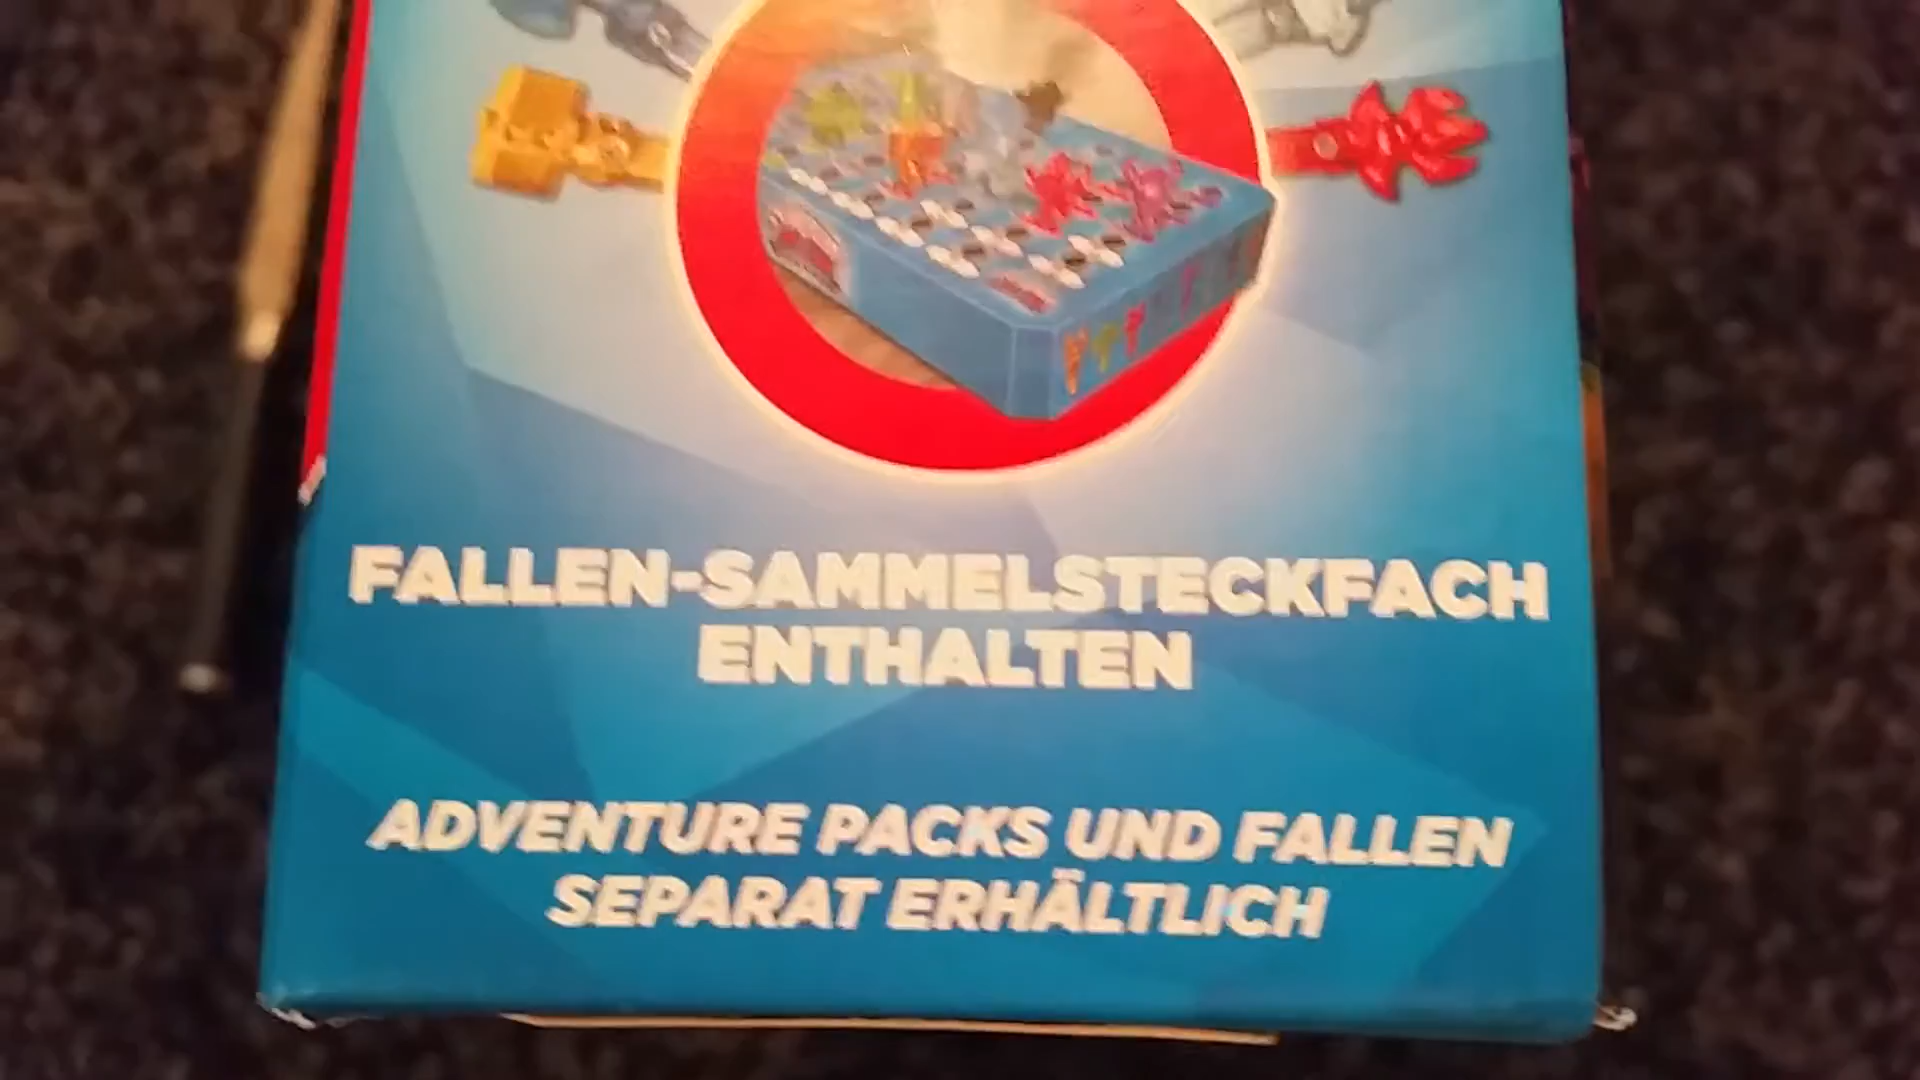 FALLEN-SAMMELSTECKFACH
ENTHALTEN
ADVENTURE PACKS UND FALLEN
SEPARAT ERHÄLTLICH